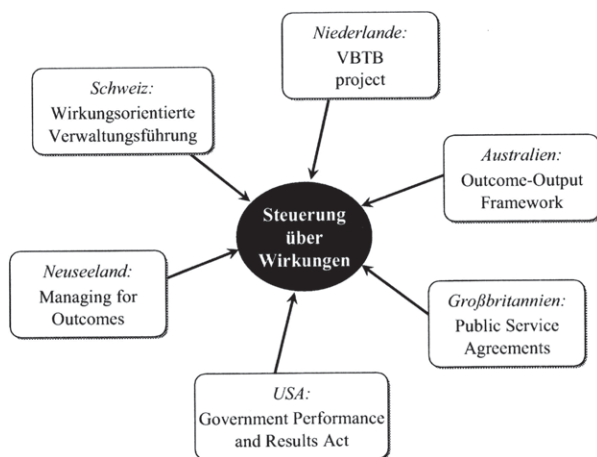 Niederlande:
VBTB
project
Schweiz:
Wirkungsorientierte
Verwaltungsführung
Australien:
Outcome-Output
Framework
Steuerung
über
Wirkungen
Neuseeland:
Managing for
Outcomes
Großbritannien:
Public Service
Agreements
USA:
Government Performance
and Results Act